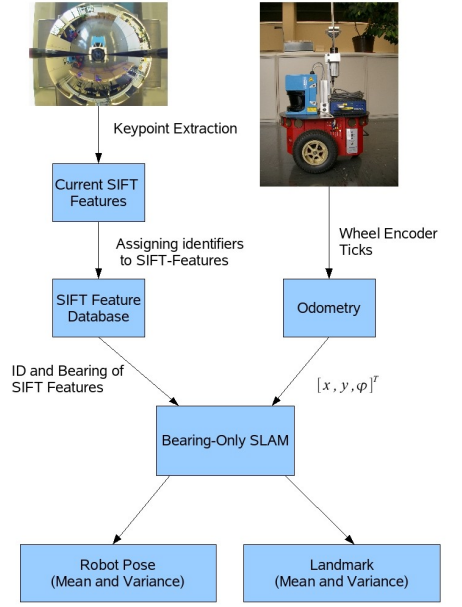 Keypoint Extraction
Current SIFT
Features
Wheel Encoder
Ticks
Assigning identifiers
to SIFT-Features
SIFT Feature
Database
Odometry
ID and Bearing of
SIFT Features
[x, y, φ]ᵀ
Bearing-Only SLAM
Robot Pose
(Mean and Variance)
Landmark
(Mean and Variance)